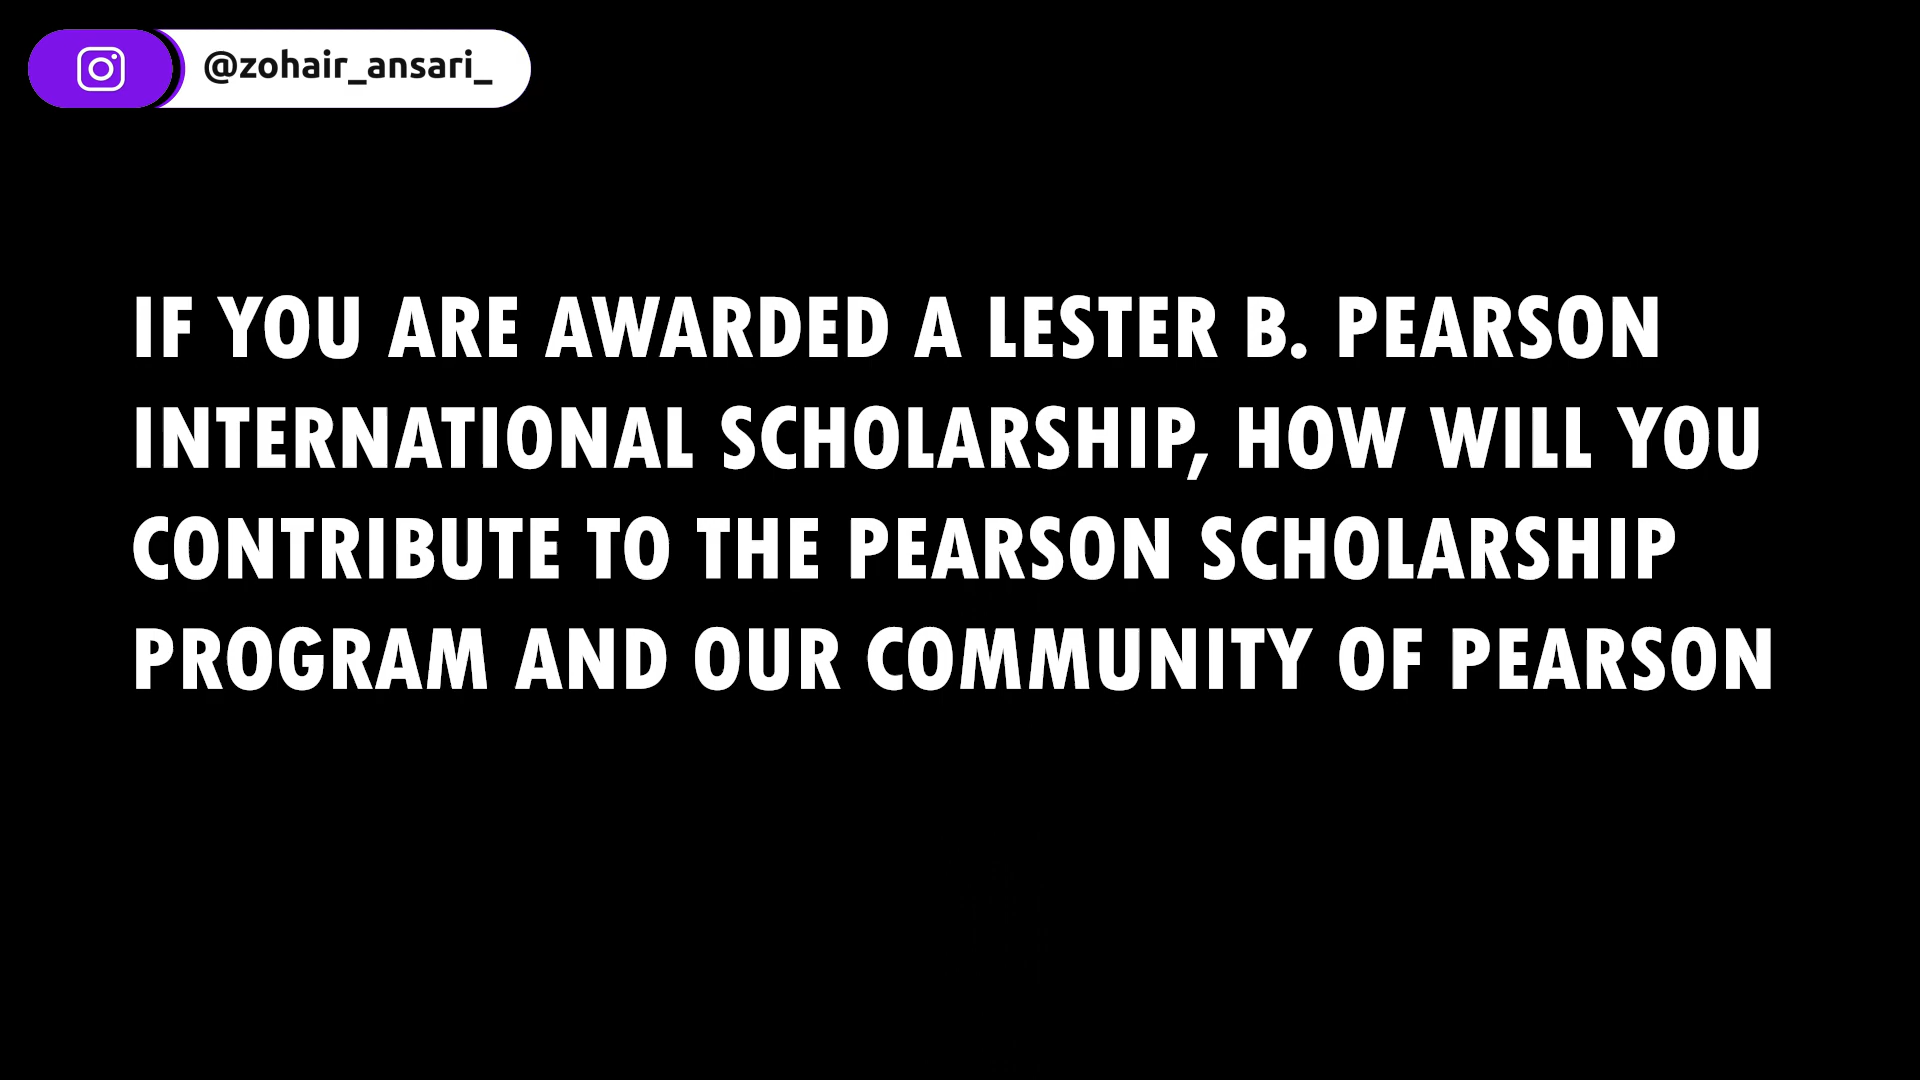 @zohair_ansari_
IF YOU ARE AWARDED A LESTER B. PEARSON
INTERNATIONAL SCHOLARSHIP, HOW WILL YOU
CONTRIBUTE TO THE PEARSON SCHOLARSHIP
PROGRAM AND OUR COMMUNITY OF PEARSON